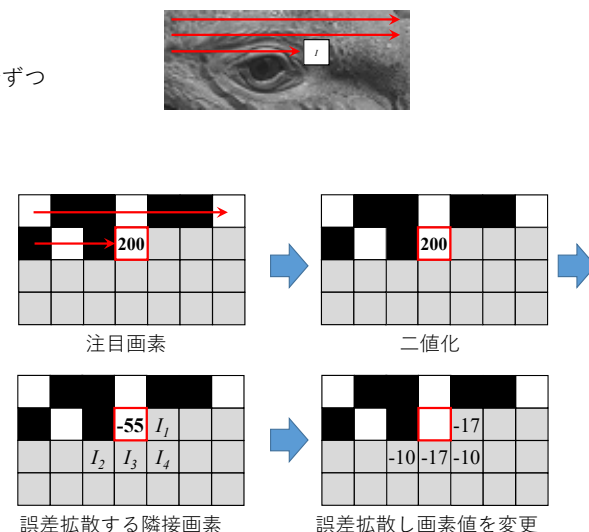 I
ずつ
200
200
注目画素
二値化
-55 I1
-17
I2 I3 I4
-10 -17 -10
誤差拡散する隣接画素
誤差拡散し画素値を変更